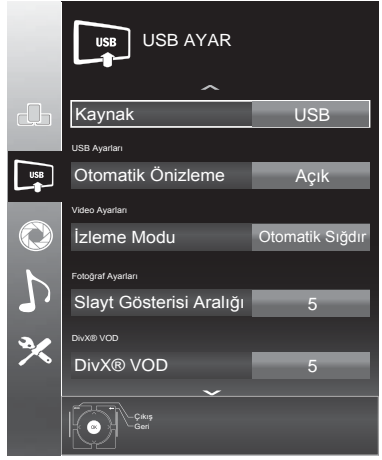 USB
USB AYAR
Kaynak USB
USB Ayarları
USB
Otomatik Önizleme Açık
Video Ayarları
İzleme Modu Otomatik Sığdır
Fotoğraf Ayarları
Slayt Gösterisi Aralığı 5
DivX® VOD
DivX® VOD 5
OK
Çıkış
Geri